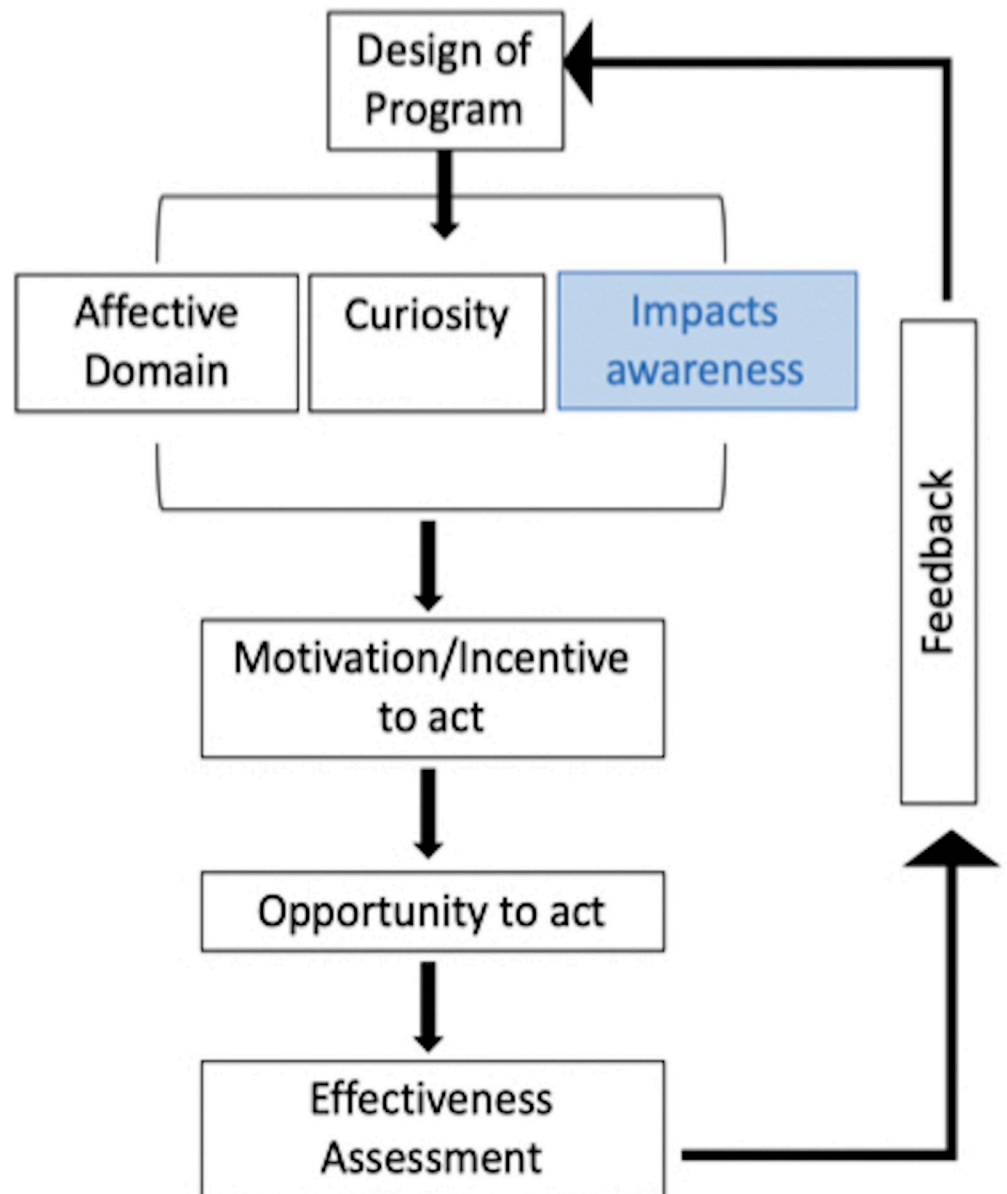 Design of
Program
Affective
Domain
Curiosity
Impacts
awareness
Motivation/Incentive
to act
Opportunity to act
Effectiveness
Assessment
Feedback